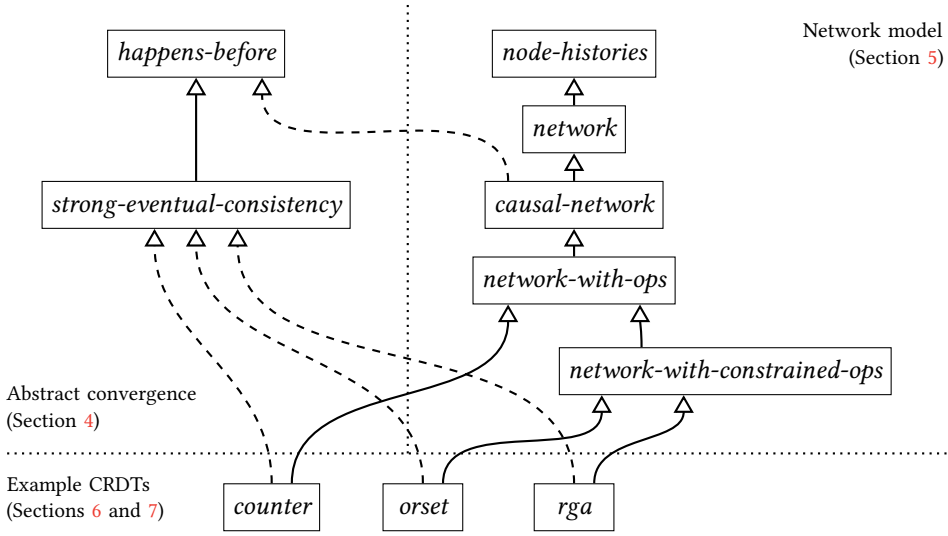 happens-before
node-histories
Network model
(Section 5)
network
strong-eventual-consistency
causal-network
network-with-ops
network-with-constrained-ops
Abstract convergence
(Section 4)
Example CRDTs
(Sections 6 and 7)
counter
orset
rga